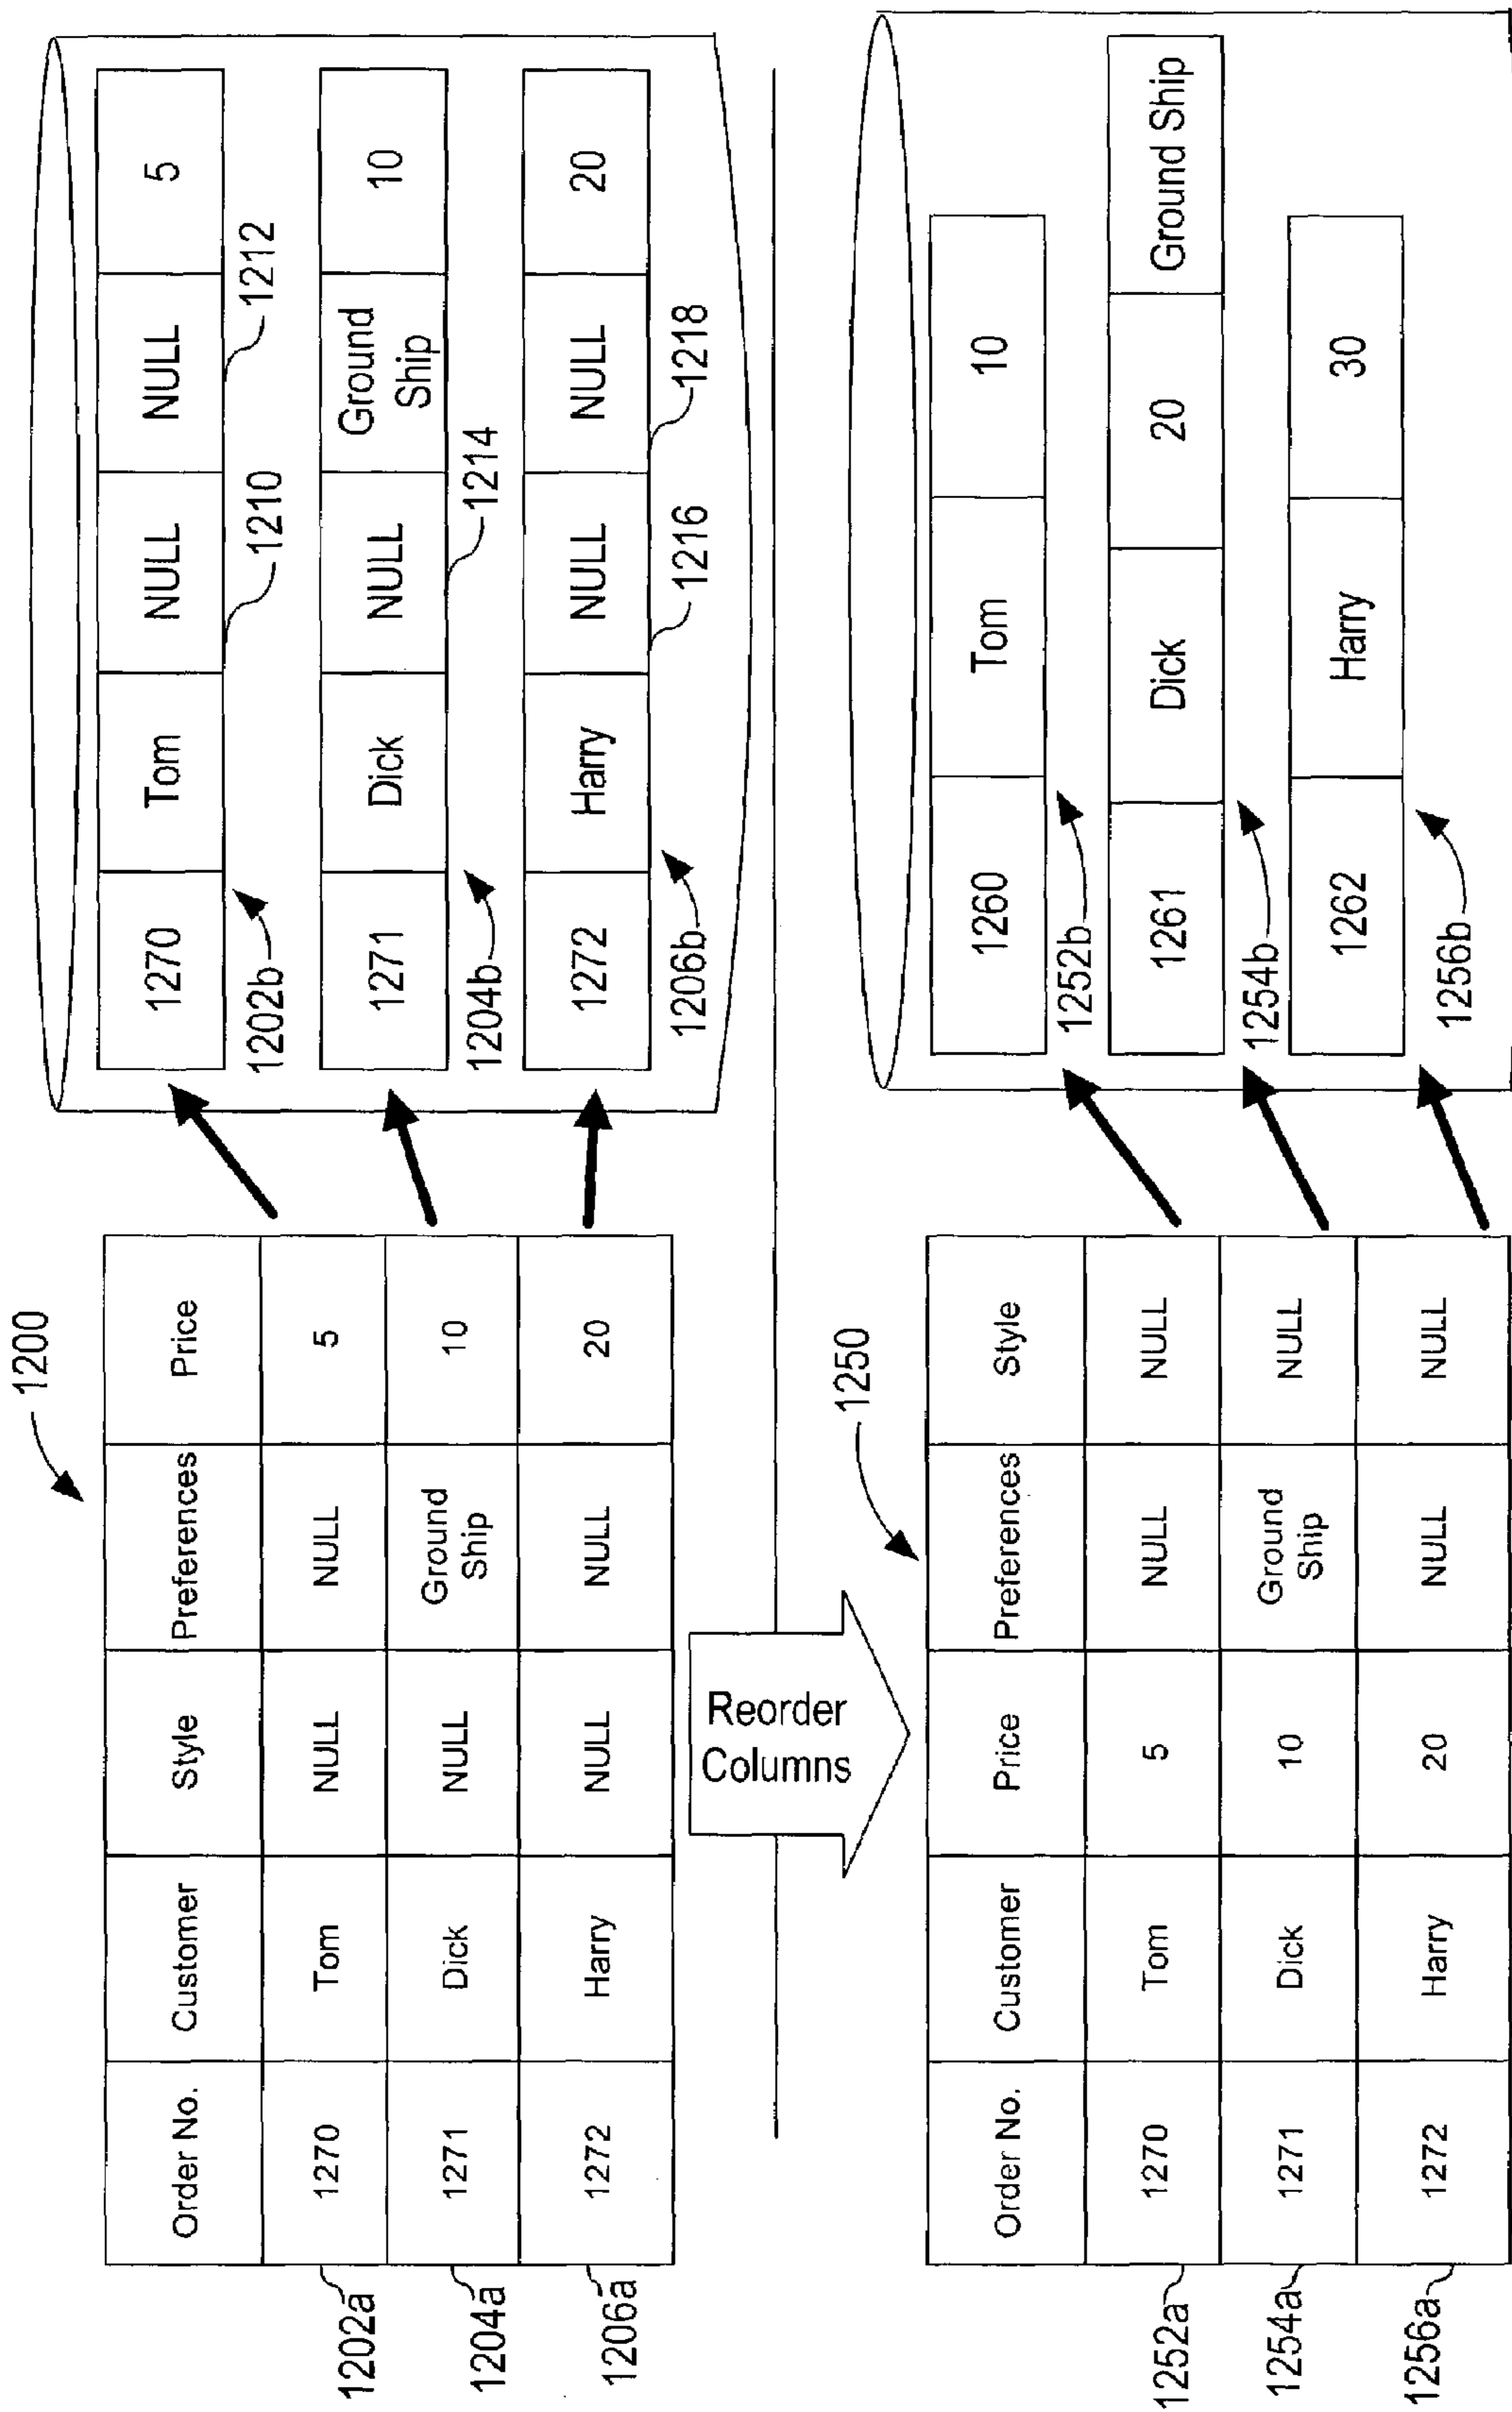 1200
Order No. Customer Style Preferences Price
1270 Tom NULL NULL 5
1271 Dick NULL Ground Ship 10
1272 Harry NULL NULL 20
1202a
1204a
1206a
1270 Tom NULL NULL 5
1202b 1210 1212
1271 Dick NULL Ground Ship 10
1204b 1214
1272 Harry NULL NULL 20
1206b 1216 1218
Reorder
Columns
1250
Order No. Customer Price Preferences Style
1270 Tom 5 NULL NULL
1271 Dick 10 Ground Ship NULL
1272 Harry 20 NULL NULL
1252a
1254a
1256a
1260 Tom 10
1252b
1261 Dick 20 Ground Ship
1254b
1262 Harry 30
1256b